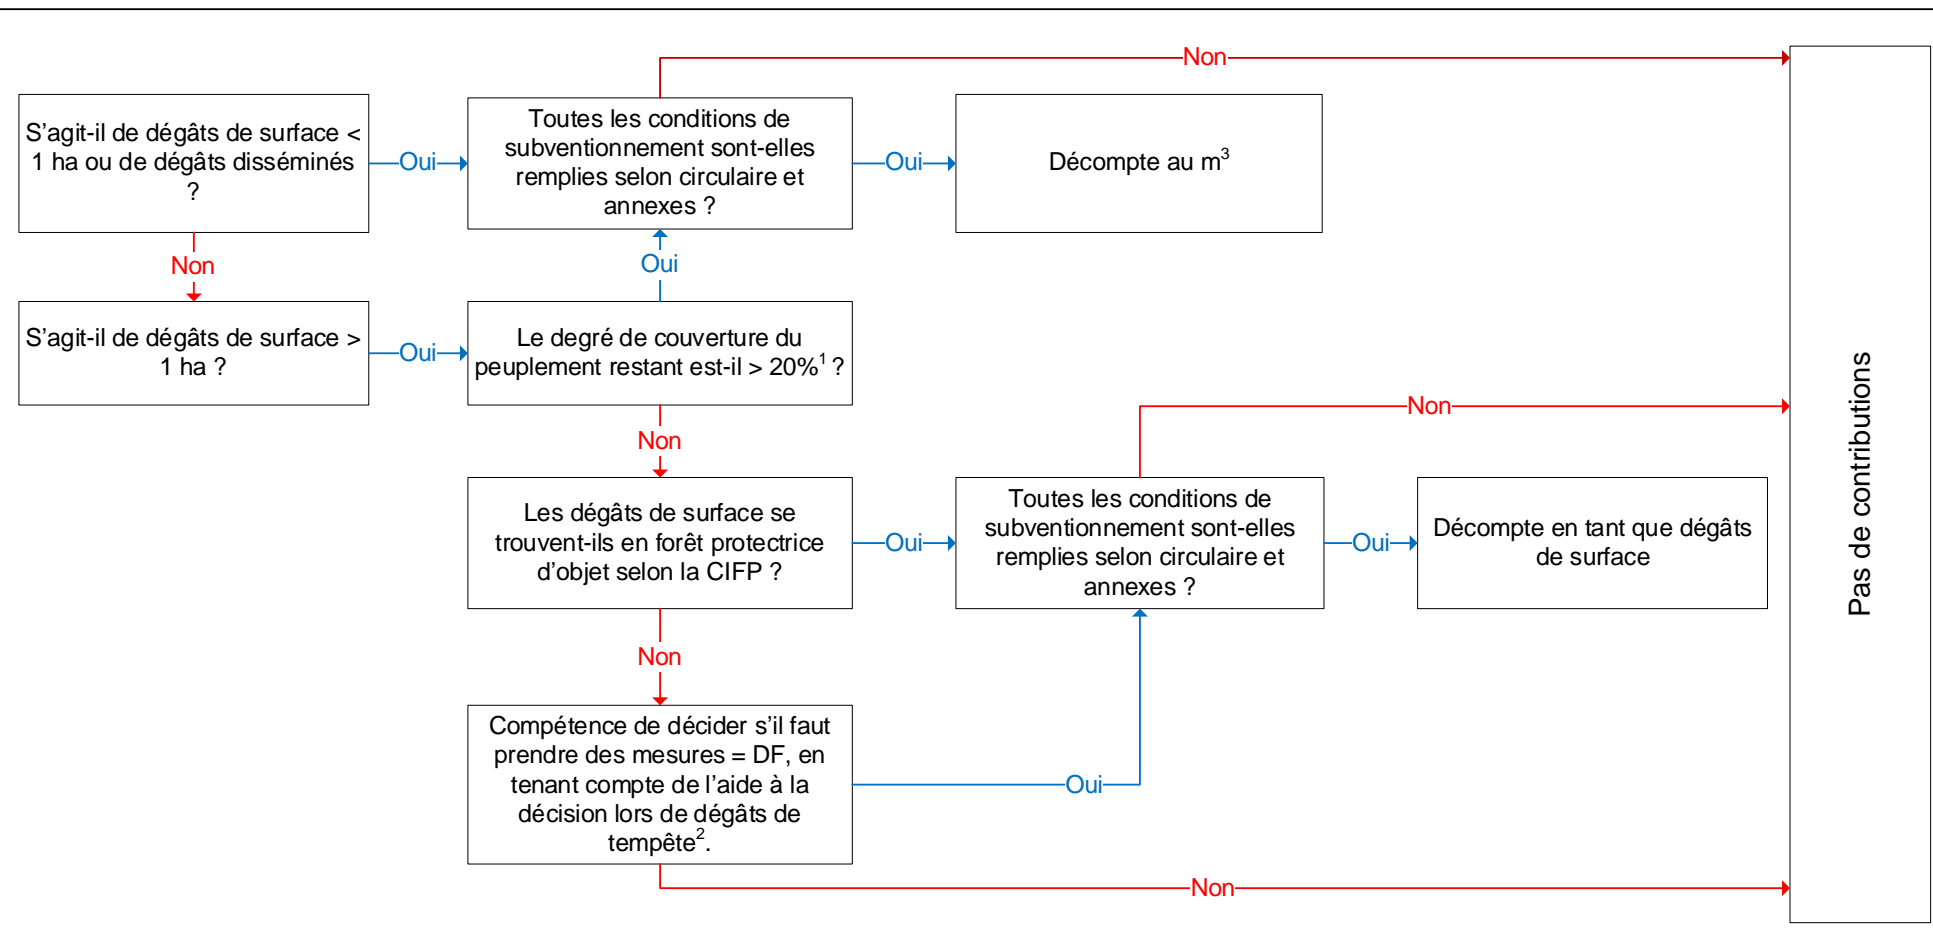 Non
S'agit-il de dégâts de surface <
1 ha ou de dégâts disséminés
?
Oui
Toutes les conditions de
subventionnement sont-elles
remplies selon circulaire et
annexes ?
Oui
Décompte au m³
Non
Oui
S'agit-il de dégâts de surface >
1 ha ?
Oui
Le degré de couverture du
peuplement restant est-il > 20%¹ ?
Non
Non
Les dégâts de surface se
trouvent-ils en forêt protectrice
d'objet selon la CIFP ?
Oui
Toutes les conditions de
subventionnement sont-elles
remplies selon circulaire et
annexes ?
Oui
Décompte en tant que dégâts
de surface
Non
Compétence de décider s'il faut
prendre des mesures = DF, en
tenant compte de l'aide à la
décision lors de dégâts de
tempête².
Oui
Non
Pas de contributions